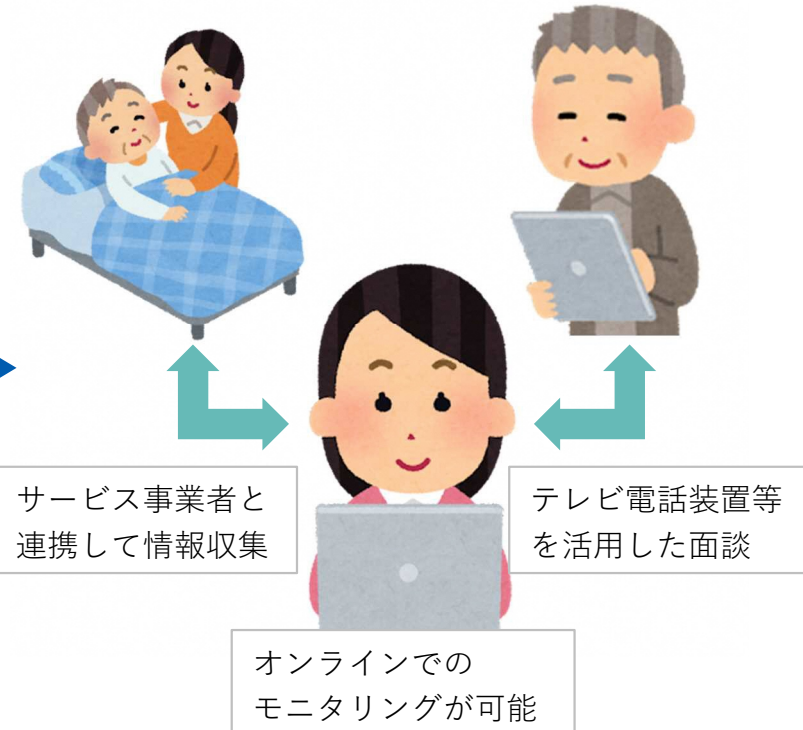 サービス事業者と
連携して情報収集
テレビ電話装置等
を活用した面談
オンラインでの
モニタリングが可能